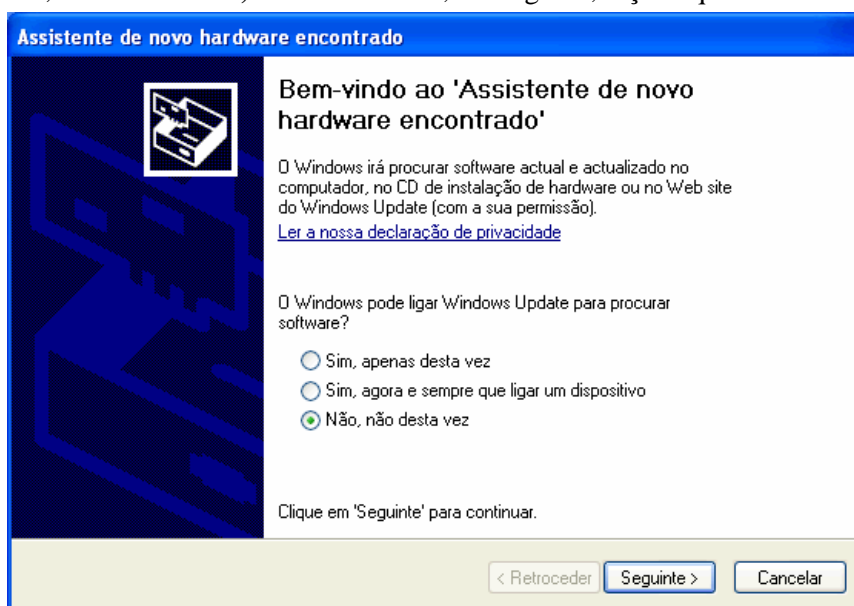 Assistente de novo hardware encontrado
Bem-vindo ao 'Assistente de novo
hardware encontrado'
O Windows irá procurar software actual e actualizado no
computador, no CD de instalação de hardware ou no Web site
do Windows Update (com a sua permissão).
Ler a nossa declaração de privacidade
O Windows pode ligar Windows Update para procurar
software?
Sim, apenas desta vez
Sim, agora e sempre que ligar um dispositivo
Não, não desta vez
Clique em 'Seguinte' para continuar.
< Retroceder Seguinte > Cancelar